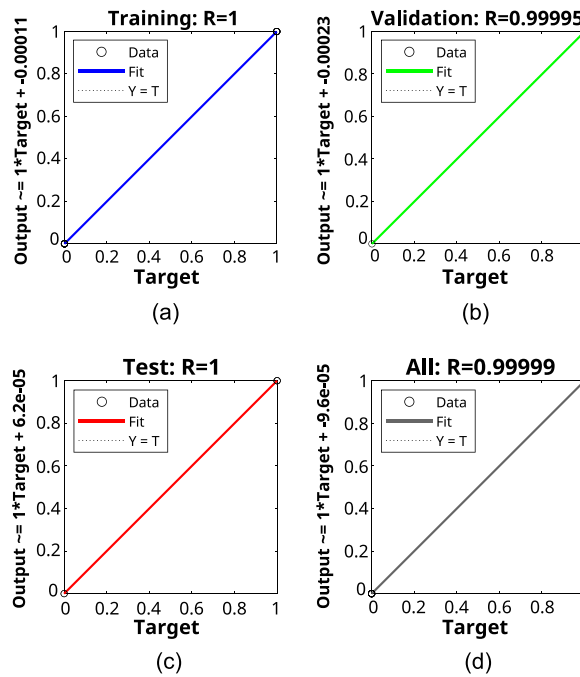 Training: R=1
Output ~= 1*Target + -0.00011
1
0.8
0.6
0.4
0.2
0
Data
Fit
Y = T
0 0.2 0.4 0.6 0.8 1
Target
(a)
Validation: R=0.99995
Output ~= 1*Target + -0.00023
1
0.8
0.6
0.4
0.2
0
Data
Fit
Y = T
0 0.2 0.4 0.6 0.8
Target
(b)
Test: R=1
Output ~= 1*Target + 6.2e-05
1
0.8
0.6
0.4
0.2
0
Data
Fit
Y = T
0 0.2 0.4 0.6 0.8 1
Target
(c)
All: R=0.99999
Output ~= 1*Target + -9.6e-05
1
0.8
0.6
0.4
0.2
0
Data
Fit
Y = T
0 0.2 0.4 0.6 0.8
Target
(d)